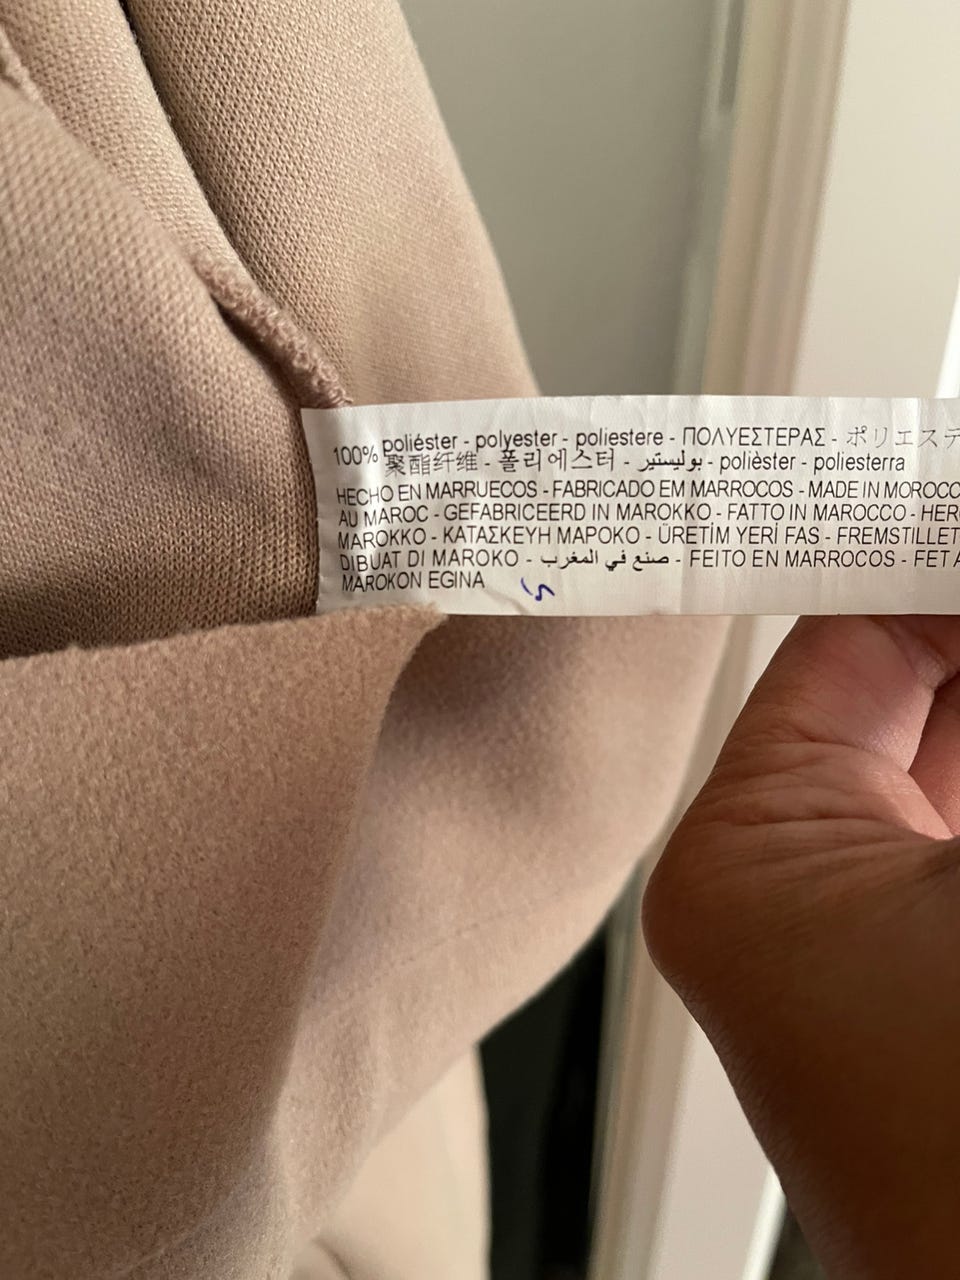 100% poliéster - polyester - poliestere - ΠΟΛΥΕΣΤΕΡΑΣ - ポリエステ
聚酯纤维 - 폴리에스터 - بوليستير - polièster - poliesterra
HECHO EN MARRUECOS - FABRICADO EM MARROCOS - MADE IN MOROCC
AU MAROC - GEFABRICEERD IN MAROKKO - FATTO IN MAROCCO - HER
MAROKKO - ΚΑΤΑΣΚΕΥΗ ΜΑΡΟΚΟ - ÜRETİM YERİ FAS - FREMSTILLET
DIBUAT DI MAROKO - صنع في المغرب - FEITO EN MARROCOS - FET A
MAROKON EGINA